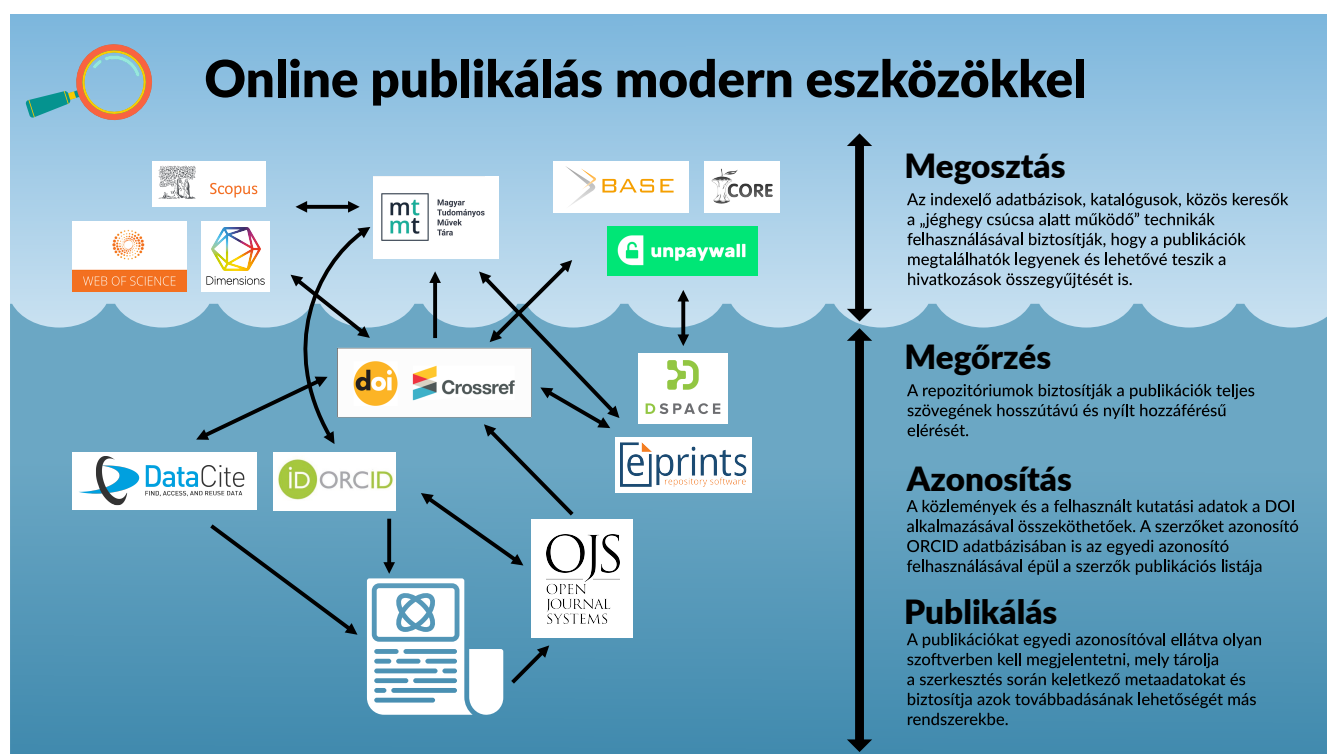 Online publikálás modern eszközökkel
Scopus
WEB OF SCIENCE
Dimensions
mt
mt
Magyar
Tudományos
Művek
Tára
BASE
CORE
unpaywall
doi
Crossref
DSPACE
eprints
repository software
DataCite
FIND, ACCESS, AND REUSE DATA
iD ORCID
OJS
OPEN
JOURNAL
SYSTEMS
Megosztás
Az indexelő adatbázisok, katalógusok, közös keresők
a „jéghegy csúcsa alatt működő” technikák
felhasználásával biztosítják, hogy a publikációk
megtalálhatók legyenek és lehetővé teszik a
hivatkozások összegyűjtését is.
Megőrzés
A repozitóriumok biztosítják a publikációk teljes
szövegének hosszútávú és nyílt hozzáférésű
elérését.
Azonosítás
A közlemények és a felhasznált kutatási adatok a DOI
alkalmazásával összeköthetőek. A szerzőket azonosító
ORCID adatbázisában is az egyedi azonosító
felhasználásával épül a szerzők publikációs listája
Publikálás
A publikációkat egyedi azonosítóval ellátva olyan
szoftverben kell megjelentetni, mely tárolja
a szerkesztés során keletkező metaadatokat és
biztosítja azok továbbadásának lehetőségét más
rendszerekbe.